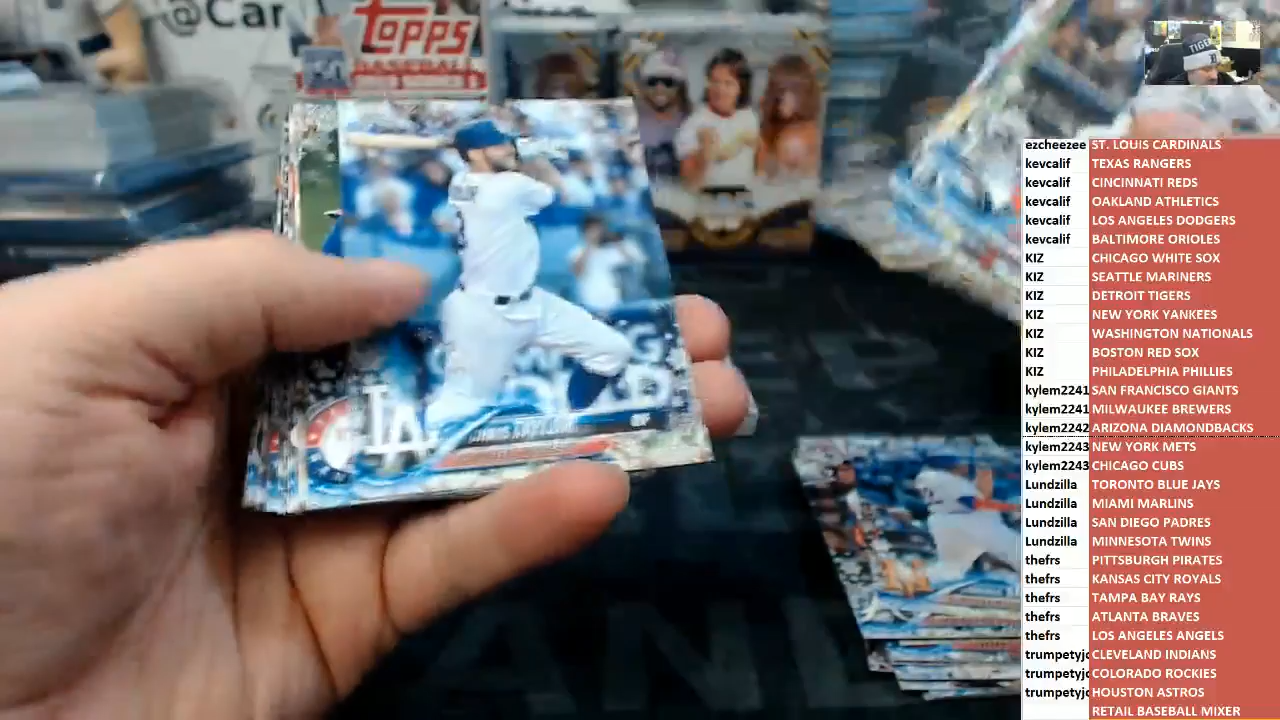 @Car
TOPPS
BASEBALL
TIGE
LA
ezcheezee ST. LOUIS CARDINALS
kevcalif TEXAS RANGERS
kevcalif CINCINNATI REDS
kevcalif OAKLAND ATHLETICS
kevcalif LOS ANGELES DODGERS
kevcalif BALTIMORE ORIOLES
KIZ CHICAGO WHITE SOX
KIZ SEATTLE MARINERS
KIZ DETROIT TIGERS
KIZ NEW YORK YANKEES
KIZ WASHINGTON NATIONALS
KIZ BOSTON RED SOX
KIZ PHILADELPHIA PHILLIES
kylem2241 SAN FRANCISCO GIANTS
kylem2241 MILWAUKEE BREWERS
kylem2242 ARIZONA DIAMONDBACKS
kylem2243 NEW YORK METS
kylem2243 CHICAGO CUBS
Lundzilla TORONTO BLUE JAYS
Lundzilla MIAMI MARLINS
Lundzilla SAN DIEGO PADRES
Lundzilla MINNESOTA TWINS
thefrs PITTSBURGH PIRATES
thefrs KANSAS CITY ROYALS
thefrs TAMPA BAY RAYS
thefrs ATLANTA BRAVES
thefrs LOS ANGELES ANGELS
trumpetyjo CLEVELAND INDIANS
trumpetyjo COLORADO ROCKIES
trumpetyjo HOUSTON ASTROS
RETAIL BASEBALL MIXER